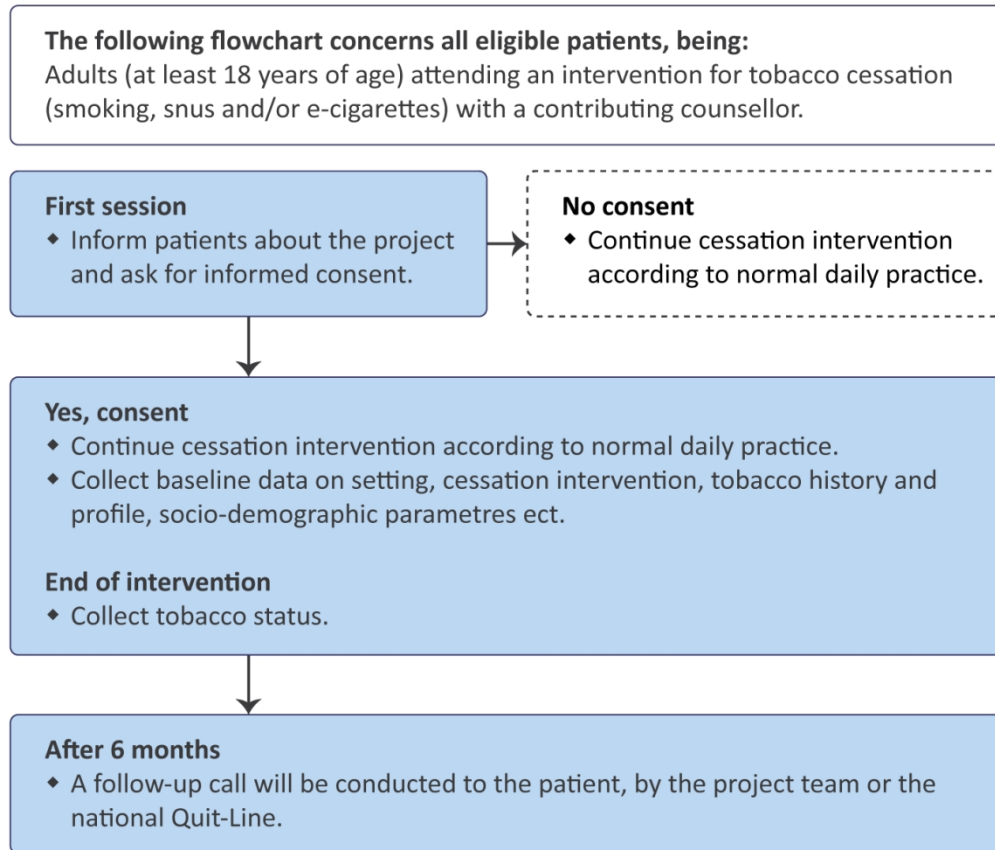 The following flowchart concerns all eligible patients, being:
Adults (at least 18 years of age) attending an intervention for tobacco cessation
(smoking, snus and/or e-cigarettes) with a contributing counsellor.
First session
◆ Inform patients about the project
and ask for informed consent.
No consent
◆ Continue cessation intervention
according to normal daily practice.
Yes, consent
◆ Continue cessation intervention according to normal daily practice.
◆ Collect baseline data on setting, cessation intervention, tobacco history and
profile, socio-demographic parametres ect.
End of intervention
◆ Collect tobacco status.
After 6 months
◆ A follow-up call will be conducted to the patient, by the project team or the
national Quit-Line.